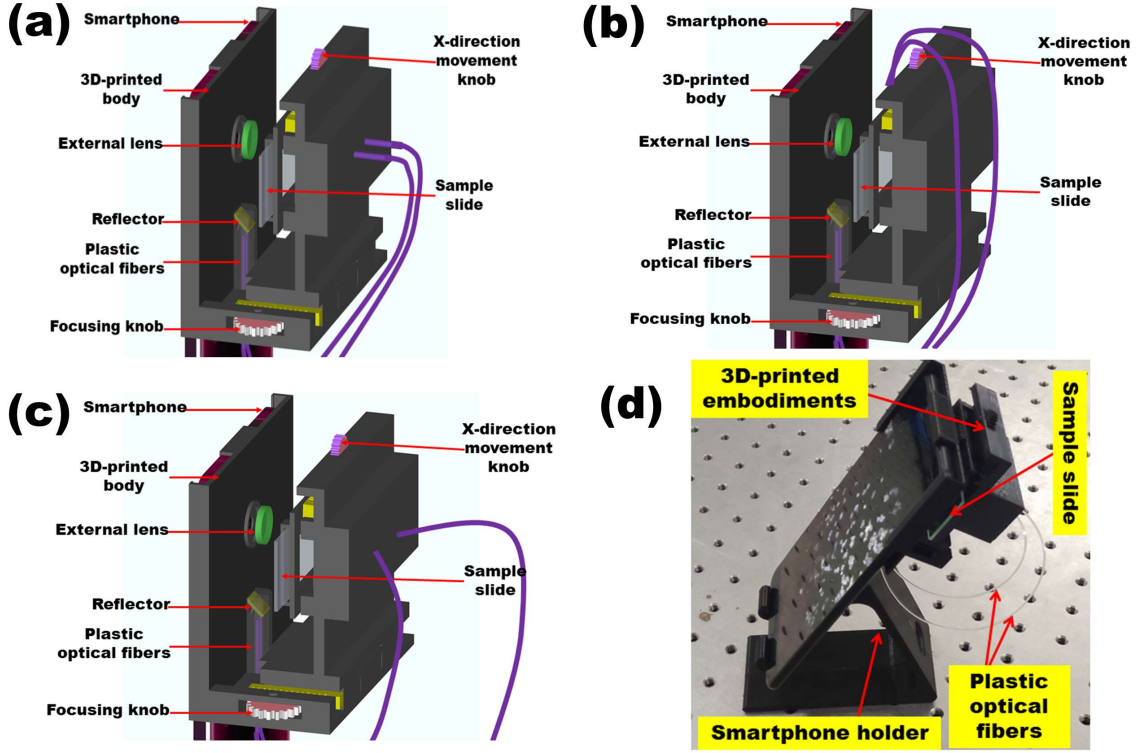 (a)
Smartphone
3D-printed
body
External lens
Reflector
Plastic
optical fibers
Focusing knob
X-direction
movement
knob
Sample
slide
(b)
Smartphone
3D-printed
body
External lens
Reflector
Plastic
optical fibers
Focusing knob
X-direction
movement
knob
Sample
slide
(c)
Smartphone
3D-printed
body
External lens
Reflector
Plastic
optical fibers
Focusing knob
X-direction
movement
knob
Sample
slide
(d)
3D-printed
embodiments
Sample slide
Smartphone holder
Plastic
optical
fibers